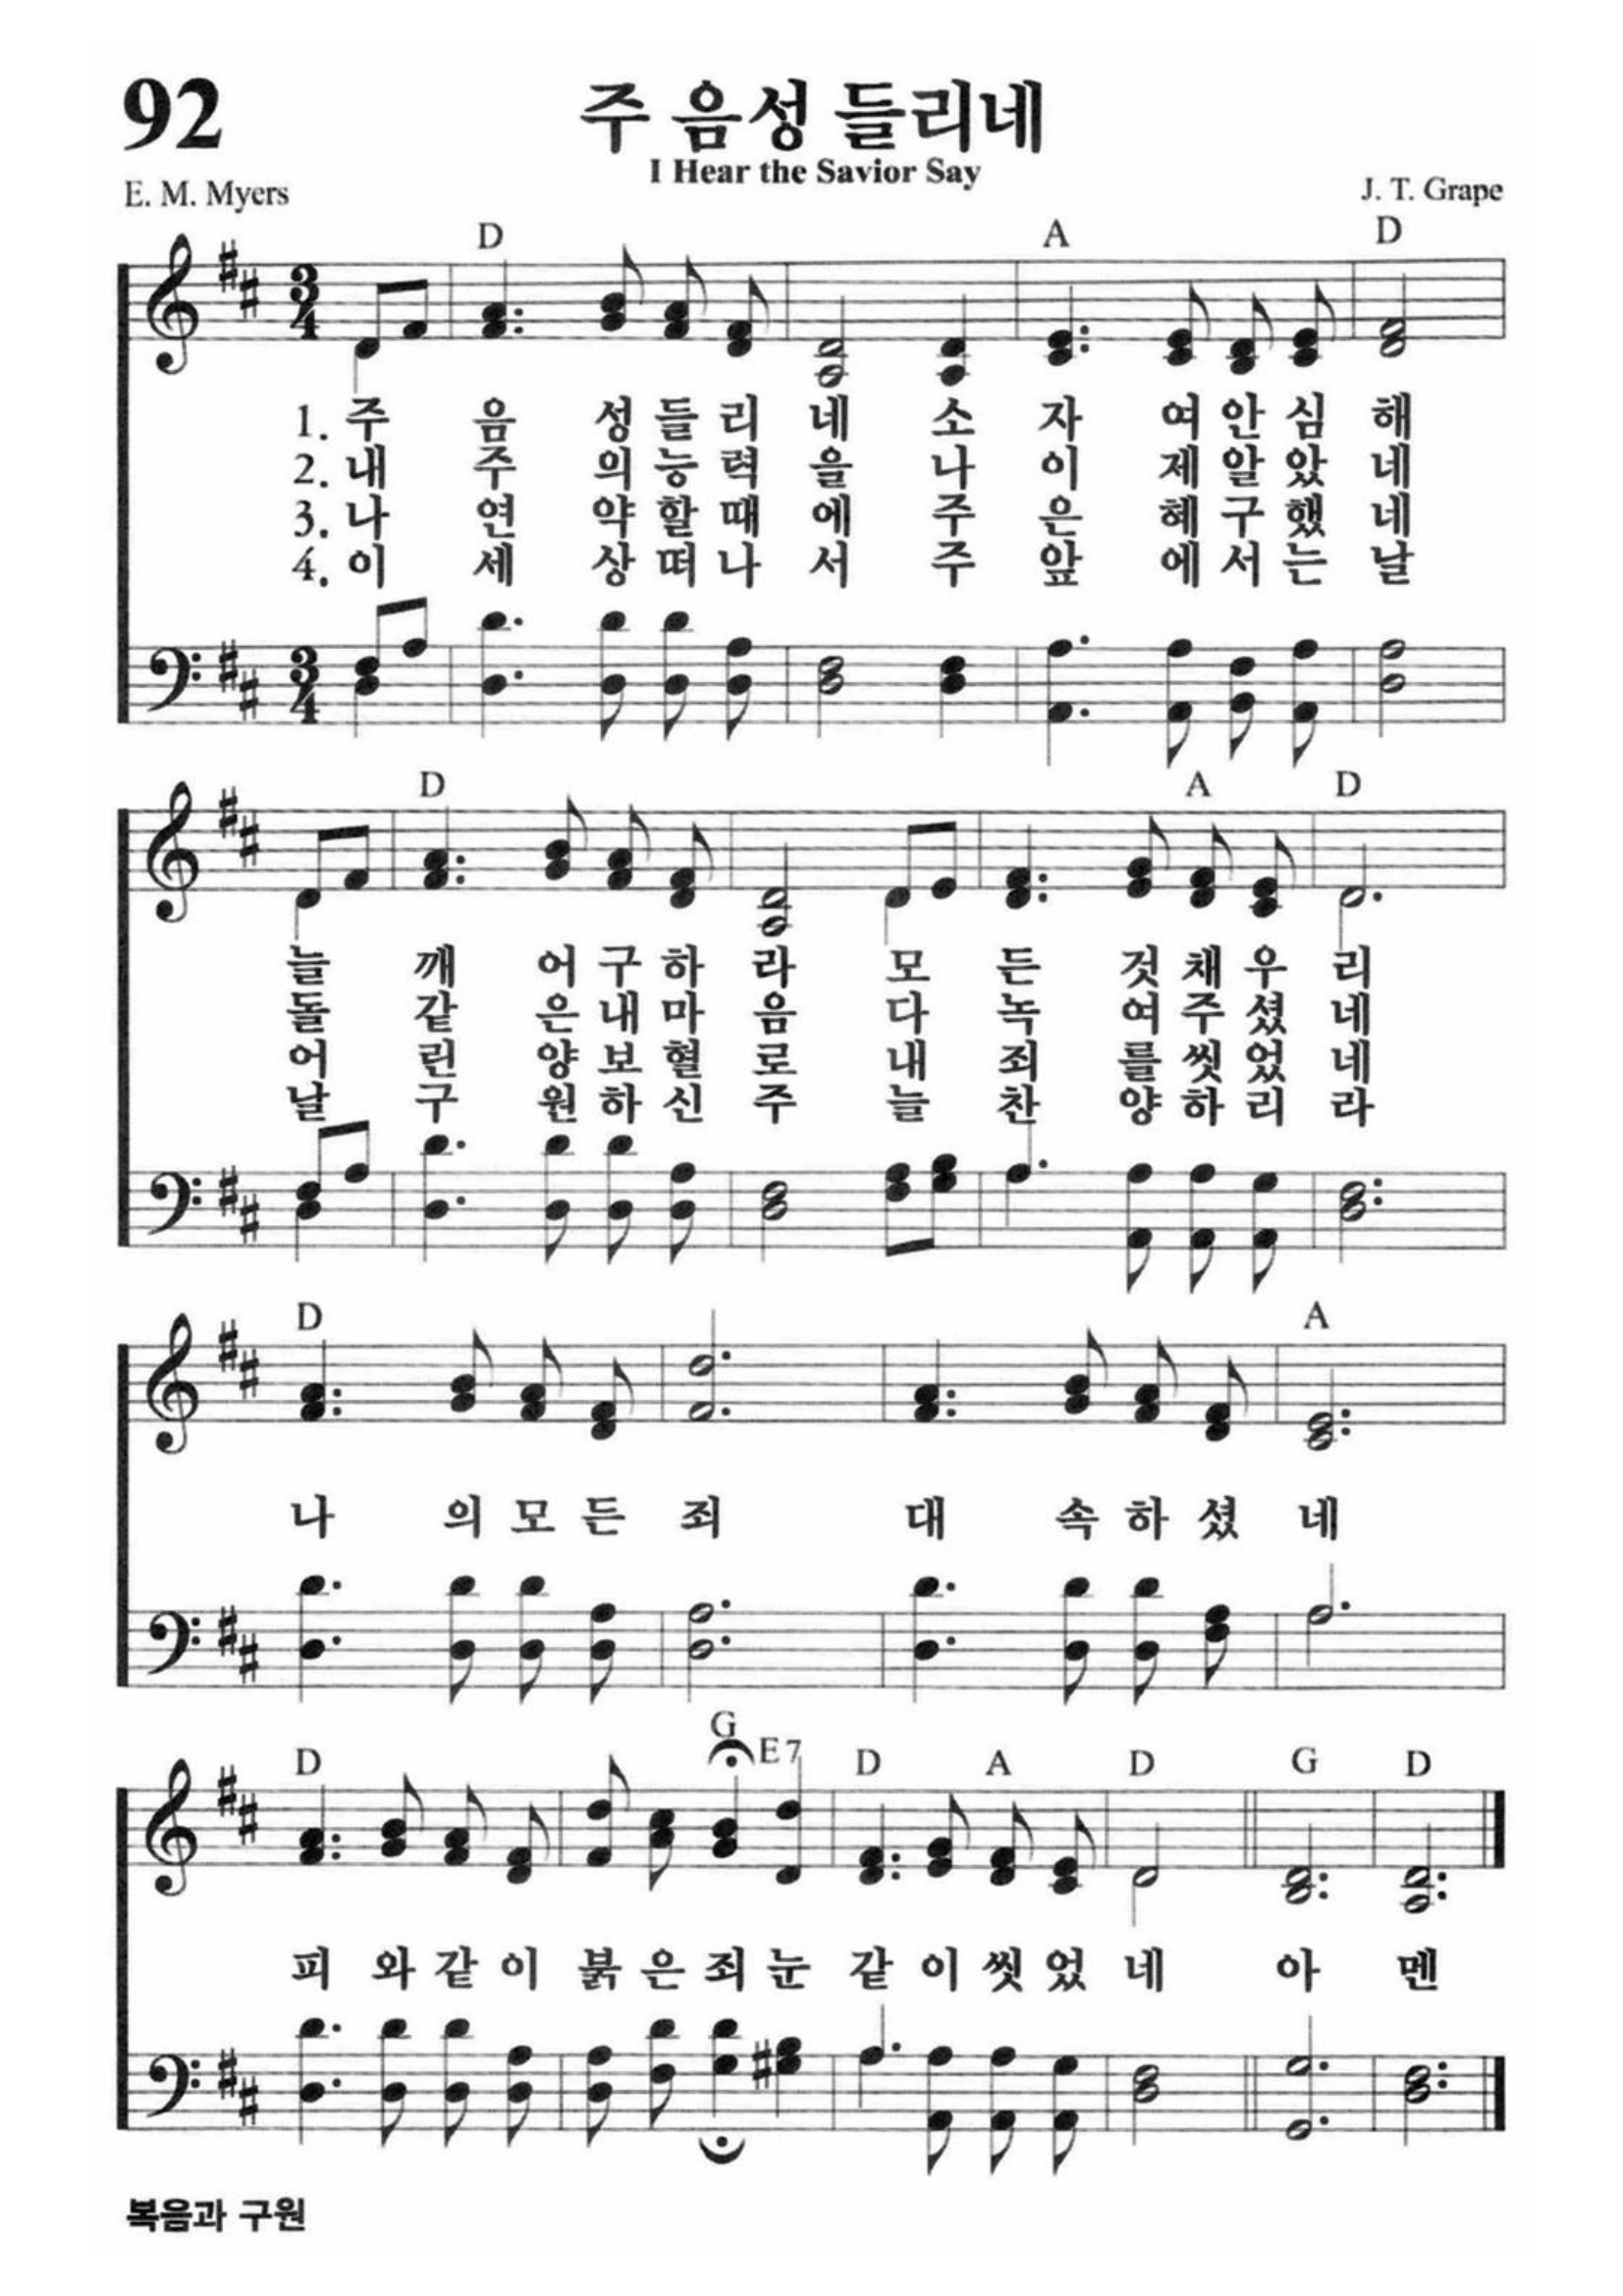 92
주 음성 들리네
I Hear the Savior Say
E. M. Myers
J. T. Grape
D A D
3 4
1. 주 음 성 들 리 네 소 자 여 안 심 해
2. 내 주 의 능 력 을 나 이 제 알 았 네
3. 나 연 약 할 때 에 주 은 혜 구 했 네
4. 이 세 상 떠 나 서 주 앞 에 서 는 날
3 4
D A D
늘 깨 어 구 하 라 모 든 것 채 우 리
돌 같 은 내 마 음 다 녹 여 주 셨 네
어 린 양 보 혈 로 내 죄 를 씻 었 네
날 구 원 하 신 주 늘 찬 양 하 리 라
D A
나 의 모 든 죄 대 속 하 셨 네
D G E7 D A D G D
피 와 같 이 붉 은 죄 눈 같 이 씻 었 네 아 멘
복음과 구원